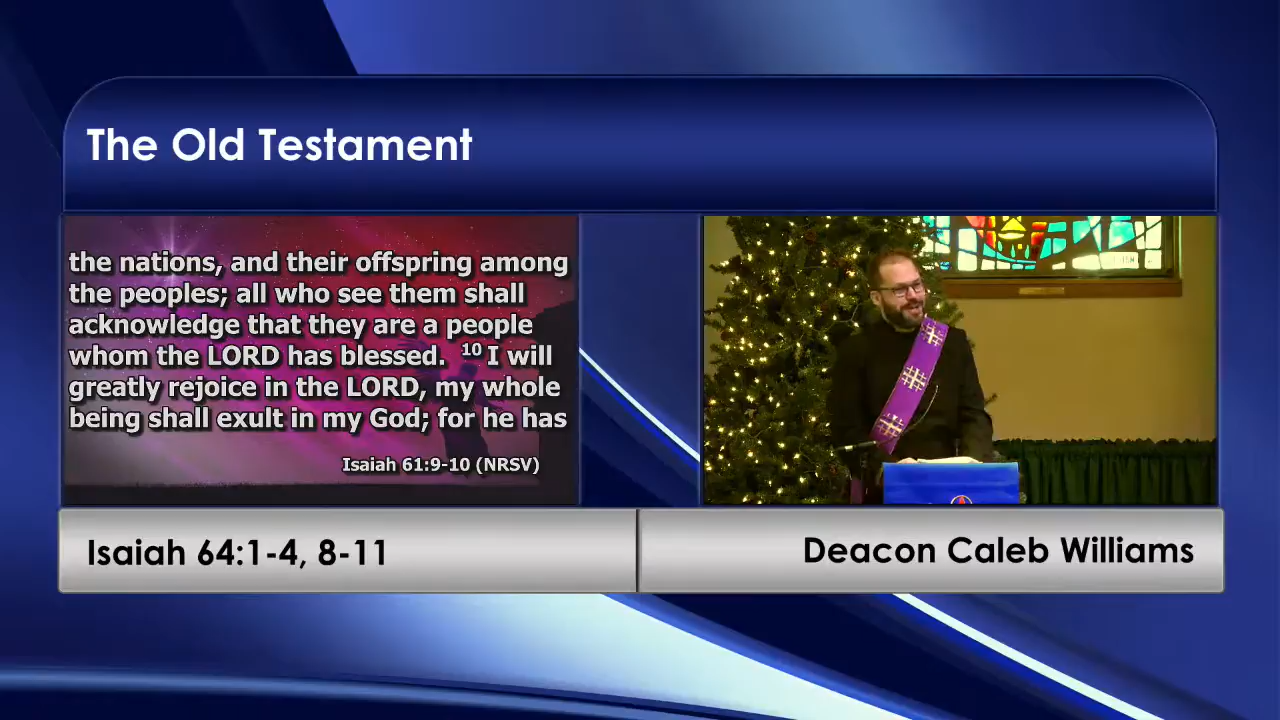 The Old Testament
the nations, and their offspring among
the peoples; all who see them shall
acknowledge that they are a people
whom the LORD has blessed. ¹⁰ I will
greatly rejoice in the LORD, my whole
being shall exult in my God; for he has
Isaiah 61:9-10 (NRSV)
Isaiah 64:1-4, 8-11
Deacon Caleb Williams